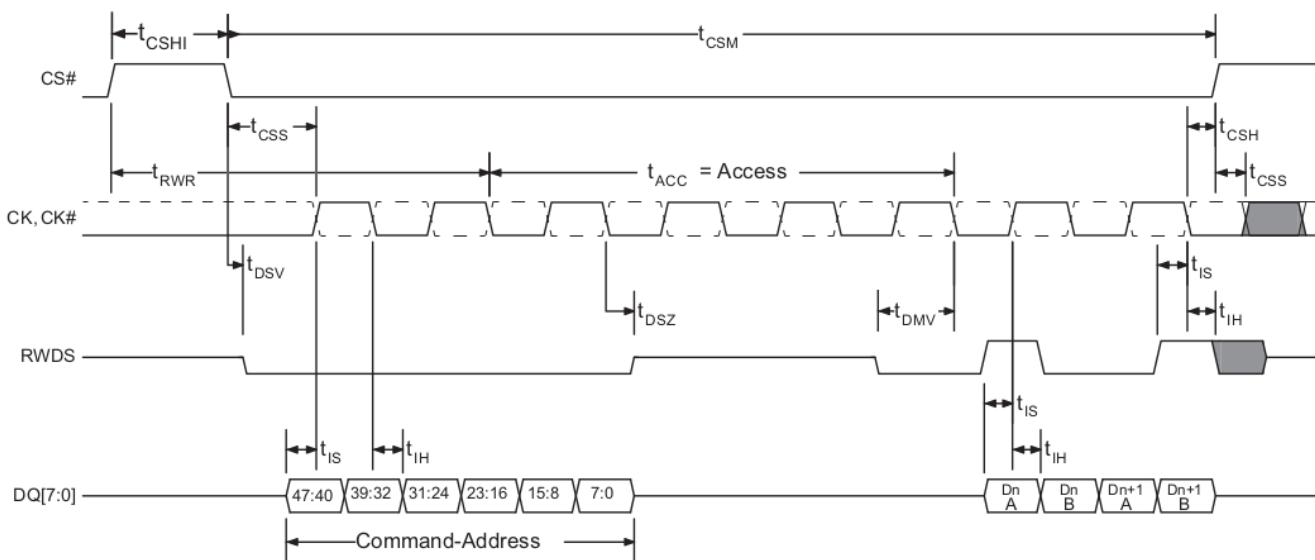 tCSHI
tCSM
CS#
tCSS
tCSH
tRWR
tACC = Access
tCSS
CK, CK#
tDSV
tIS
tDSZ
tDMV
tIH
RWDS
tIS
tIS
tIH
tIH
DQ[7:0]
47:40 39:32 31:24 23:16 15:8 7:0
Dn A
Dn B
Dn+1 A
Dn+1 B
Command-Address